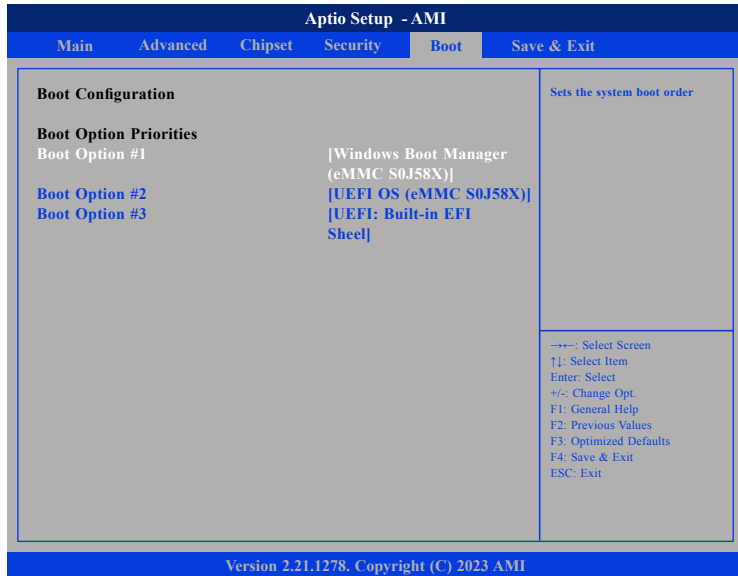 Aptio Setup - AMI
Main Advanced Chipset Security Boot Save & Exit
Boot Configuration
Boot Option Priorities
Boot Option #1 [Windows Boot Manager
(eMMC S0J58X)]
Boot Option #2 [UEFI OS (eMMC S0J58X)]
Boot Option #3 [UEFI: Built-in EFI
Sheel]
Sets the system boot order
→←: Select Screen
↑↓: Select Item
Enter: Select
+/-: Change Opt.
F1: General Help
F2: Previous Values
F3: Optimized Defaults
F4: Save & Exit
ESC: Exit
Version 2.21.1278. Copyright (C) 2023 AMI